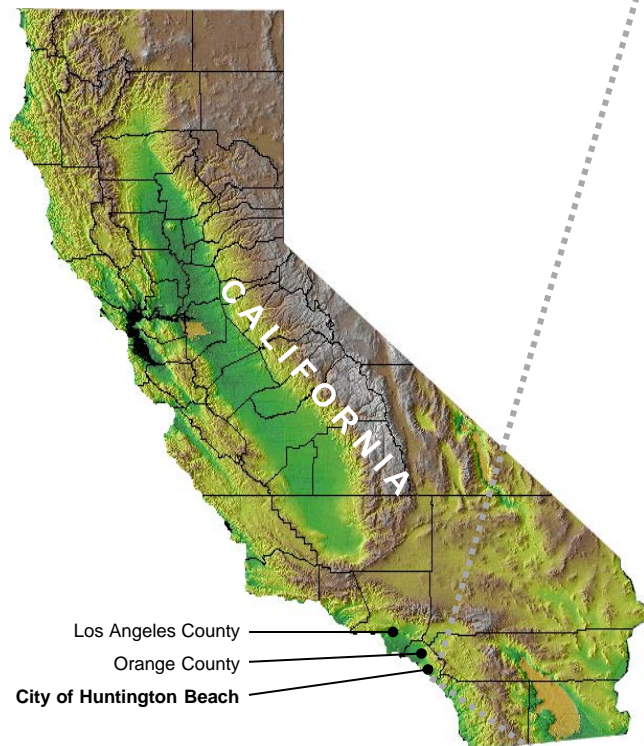 CALIFORNIA
Los Angeles County
Orange County
City of Huntington Beach